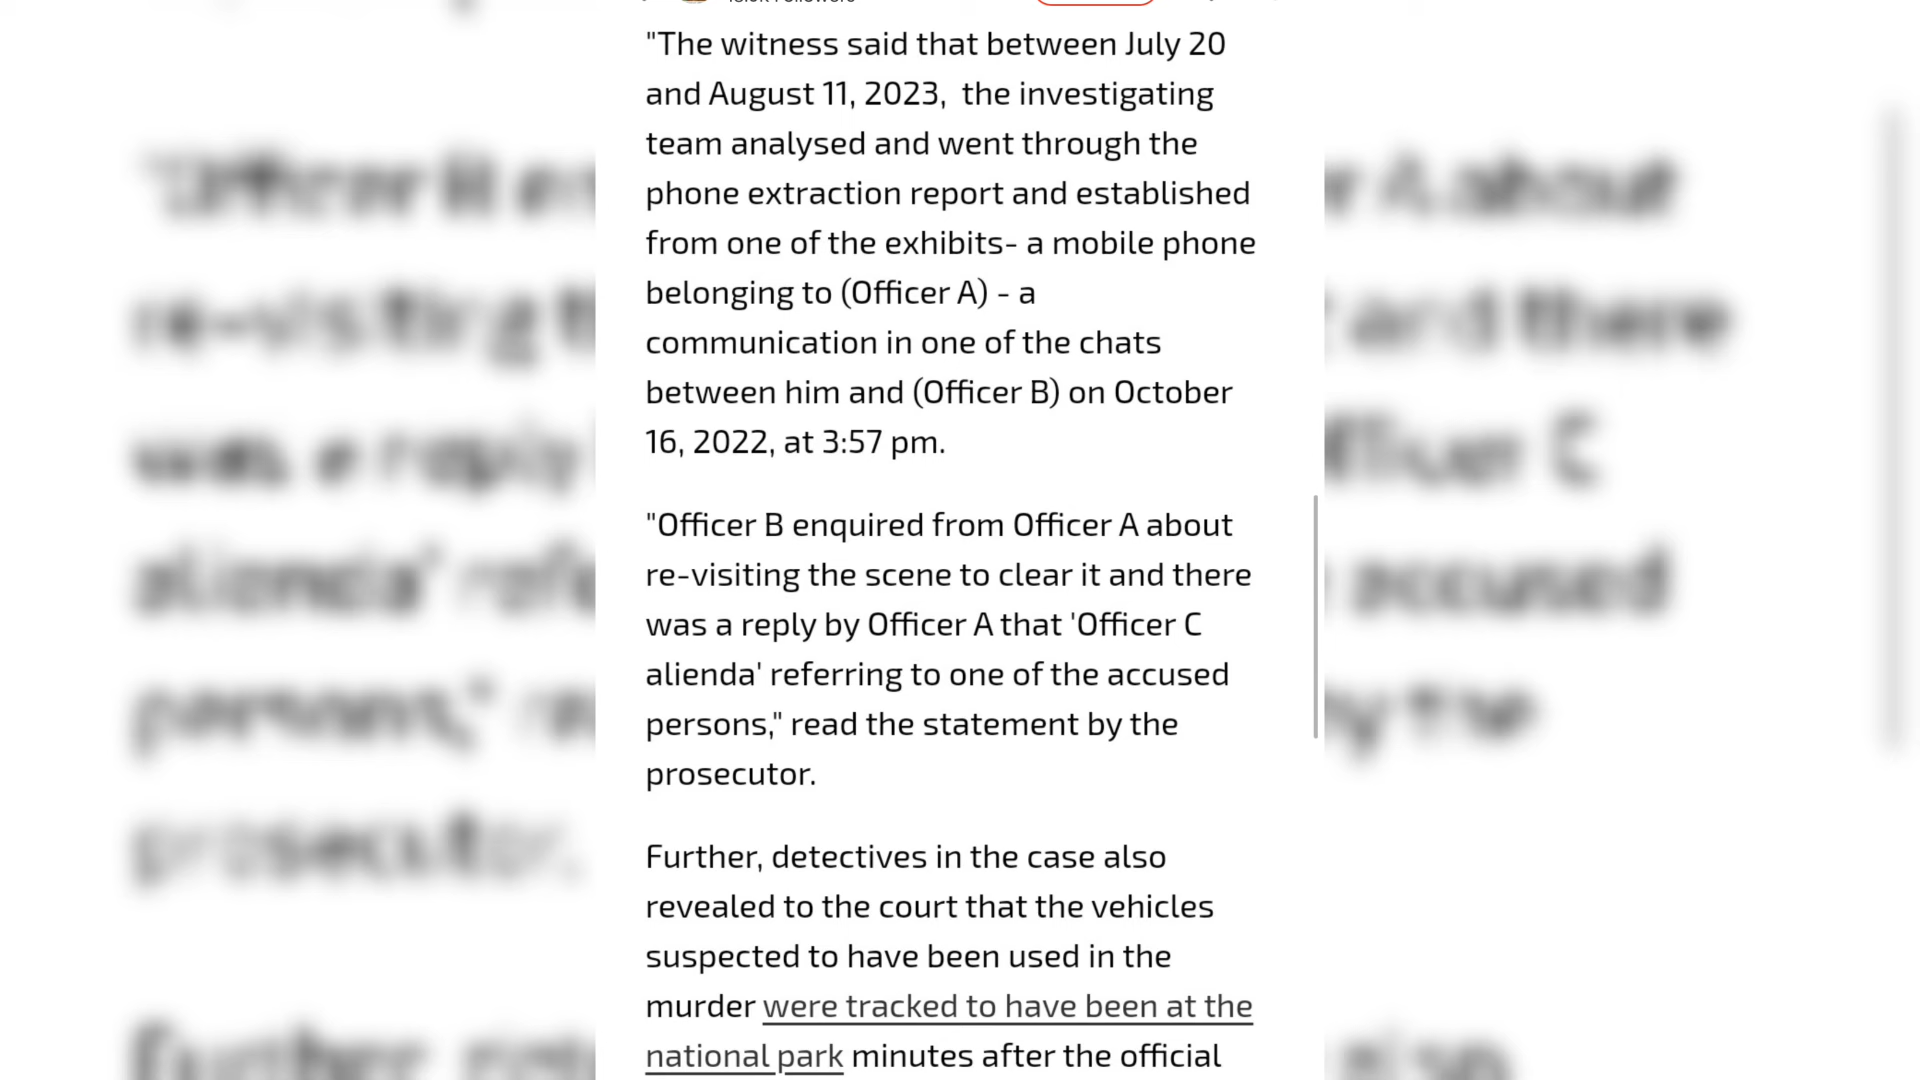 "The witness said that between July 20
and August 11, 2023,  the investigating
team analysed and went through the
phone extraction report and established
from one of the exhibits- a mobile phone
belonging to (Officer A) - a
communication in one of the chats
between him and (Officer B) on October
16, 2022, at 3:57 pm.
"Officer B enquired from Officer A about
re-visiting the scene to clear it and there
was a reply by Officer A that 'Officer C
alienda' referring to one of the accused
persons," read the statement by the
prosecutor.
Further, detectives in the case also
revealed to the court that the vehicles
suspected to have been used in the
murder were tracked to have been at the
national park minutes after the official